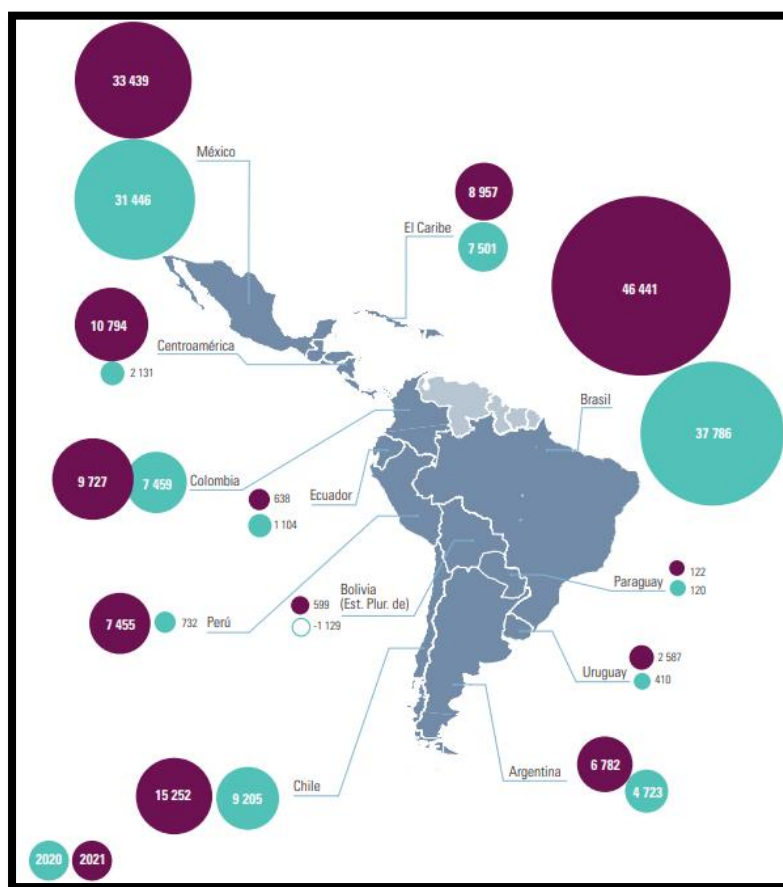 33 439
México
31 446
8 957
El Caribe
7 501
46 441
10 794
Centroamérica
2 131
Brasil
37 786
9 727
7 459
Colombia
638
Ecuador
1 104
122
Paraguay
120
Bolivia
(Est. Plur. de)
599
-1 129
7 455
732
Perú
2 587
Uruguay
410
6 782
Argentina
4 723
15 252
9 205
Chile
2020
2021